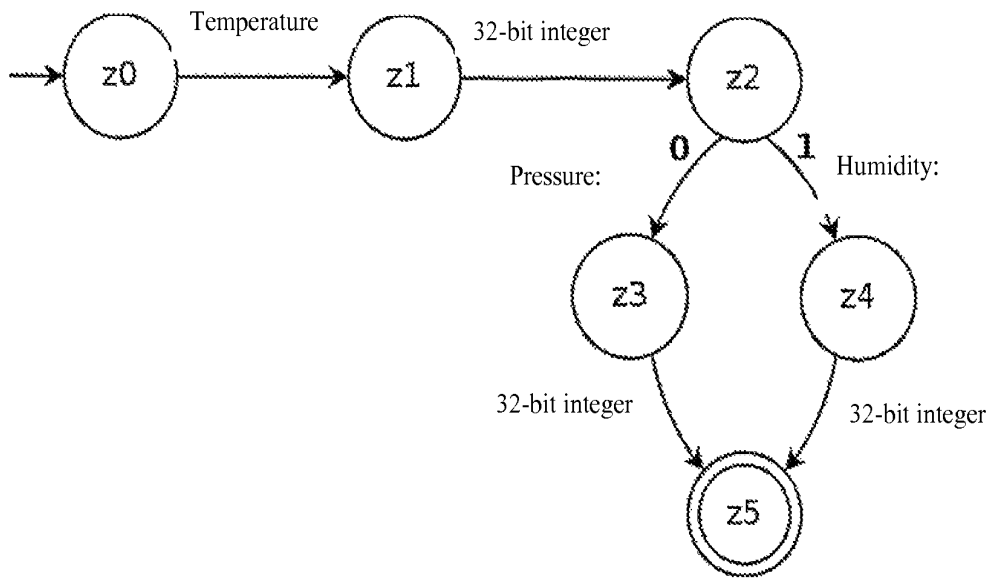 Temperature
32-bit integer
z0
z1
z2
0
1
Pressure:
Humidity:
z3
z4
32-bit integer
32-bit integer
z5